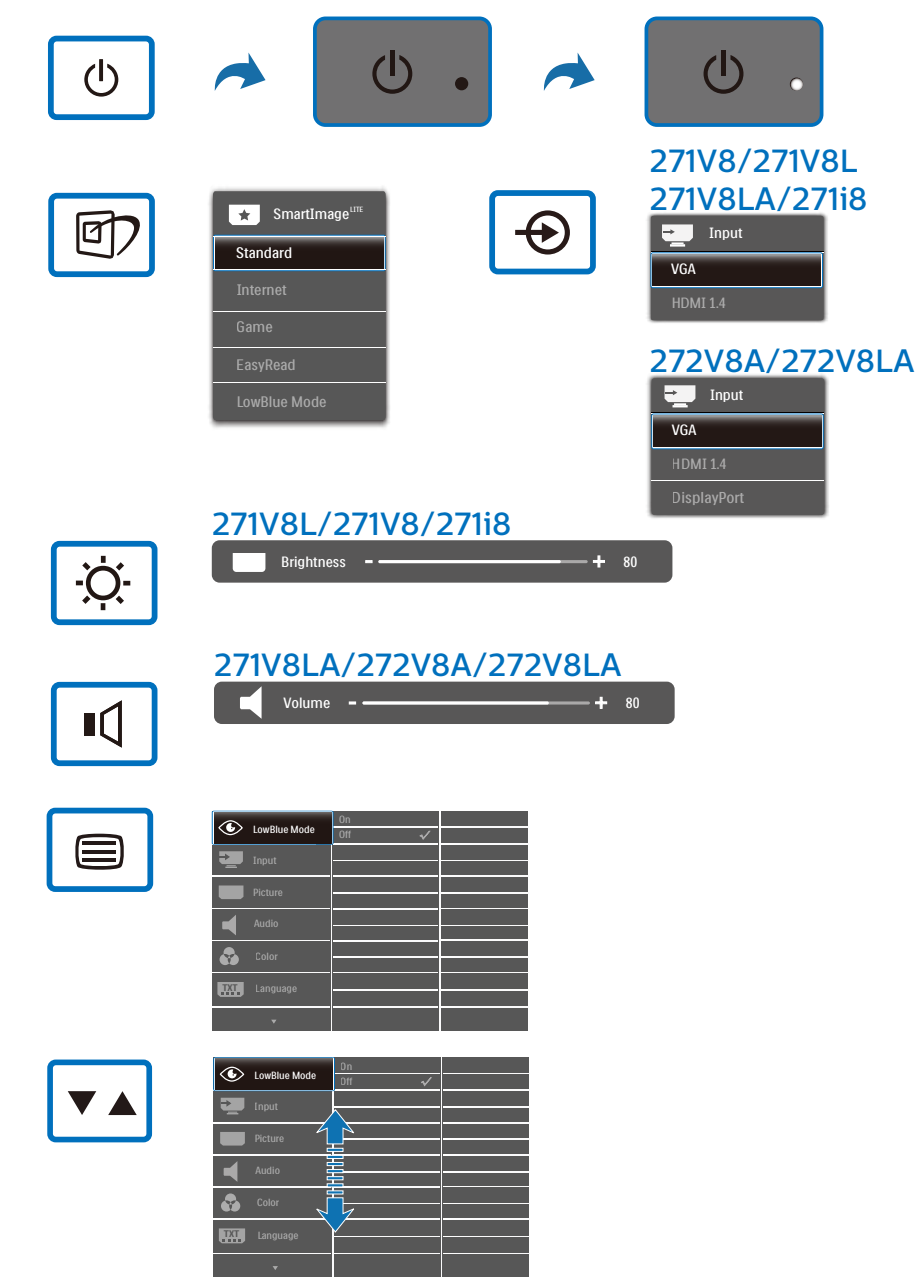 271V8/271V8L
271V8LA/271i8
SmartImage LITE
Standard
Internet
Game
EasyRead
LowBlue Mode
Input
VGA
HDMI 1.4
272V8A/272V8LA
Input
VGA
HDMI 1.4
DisplayPort
271V8L/271V8/271i8
Brightness - + 80
271V8LA/272V8A/272V8LA
Volume - + 80
LowBlue Mode
On
Off ✓
Input
Picture
Audio
Color
TXT Language
LowBlue Mode
On
Off ✓
Input
Picture
Audio
Color
TXT Language